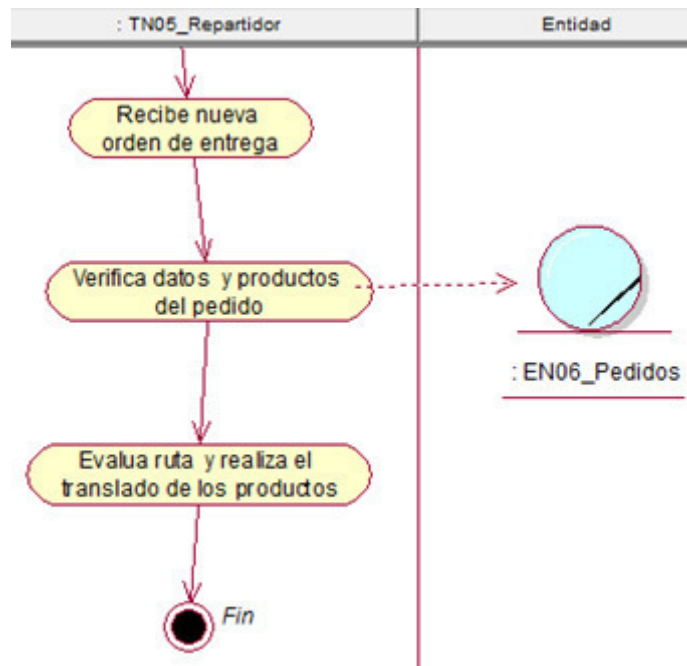 : TN05_Repartidor
Entidad
Recibe nueva
orden de entrega
Verifica datos y productos
del pedido
: EN06_Pedidos
Evalua ruta y realiza el
translado de los productos
Fin